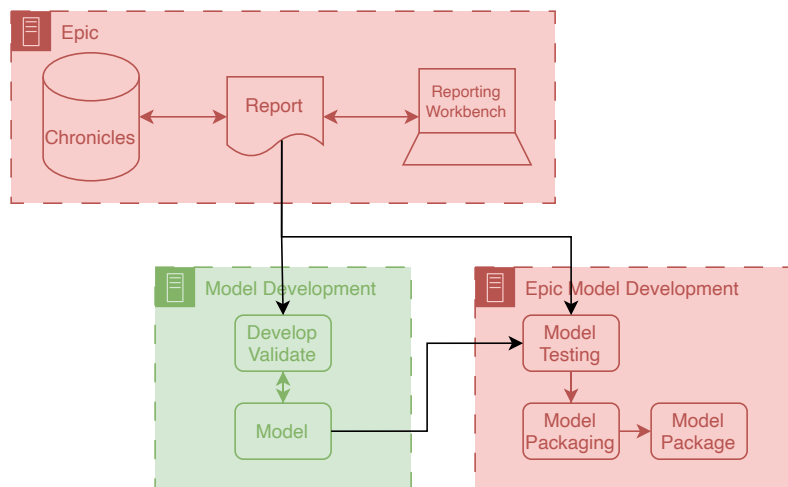 Epic
Chronicles
Report
Reporting
Workbench
Model Development
Develop
Validate
Model
Epic Model Development
Model
Testing
Model
Packaging
Model
Package